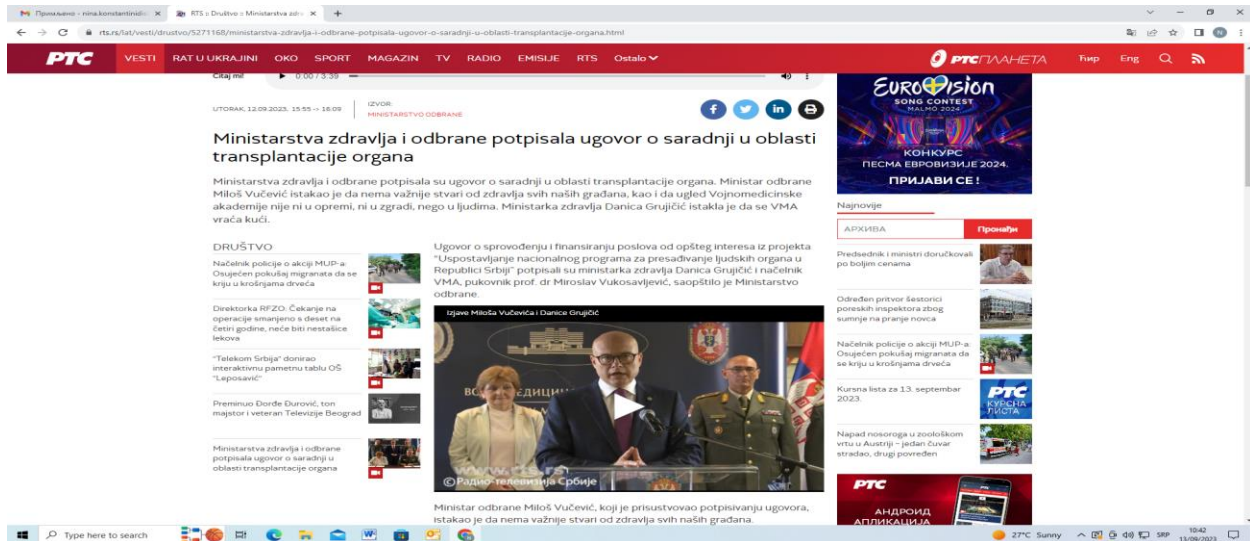 Примљено - nina.konstantinidi
RTS :: Društvo :: Ministarstva zdr
rts.rs/lat/vesti/drustvo/5271168/ministarstva-zdravlja-i-odbrane-potpisala-ugovor-o-saradnji-u-oblasti-transplantacije-organa.html
РТС VESTI RAT U UKRAJINI OKO SPORT MAGAZIN TV RADIO EMISIJE RTS Ostalo РТСПЛАНЕТА Ћир Eng
Čitaj mi!
0:00 / 3:39
UTORAK, 12.09.2023, 15:55 -> 16:09
IZVOR:
MINISTARSTVO ODBRANE
Ministarstva zdravlja i odbrane potpisala ugovor o saradnji u oblasti
transplantacije organa
Ministarstva zdravlja i odbrane potpisala su ugovor o saradnji u oblasti transplantacije organa. Ministar odbrane
Miloš Vučević istakao je da nema važnije stvari od zdravlja svih naših građana, kao i da ugled Vojnomedicinske
akademije nije ni u opremi, ni u zgradi, nego u ljudima. Ministarka zdravlja Danica Grujičić istakla je da se VMA
vraća kući.
DRUŠTVO
Načelnik policije o akciji MUP-a:
Osujećen pokušaj migranata da se
kriju u krošnjama drveća
Direktorka RFZO: Čekanje na
operacije smanjeno s deset na
četiri godine, neće biti nestašice
lekova
"Telekom Srbija" donirao
interaktivnu pametnu tablu OŠ
"Leposavić"
Preminuo Đorđe Đurović, ton
majstor i veteran Televizije Beograd
Ministarstva zdravlja i odbrane
potpisala ugovor o saradnji u
oblasti transplantacije organa
Ugovor o sprovođenju i finansiranju poslova od opšteg interesa iz projekta
"Uspostavljanje nacionalnog programa za presađivanje ljudskih organa u
Republici Srbiji" potpisali su ministarka zdravlja Danica Grujičić i načelnik
VMA, pukovnik prof. dr Miroslav Vukosavljević, saopštilo je Ministarstvo
odbrane.
Izjave Miloša Vučevića i Danice Grujičić
www.rts.rs
©Радио-телевизија Србије
Ministar odbrane Miloš Vučević, koji je prisustvovao potpisivanju ugovora,
istakao je da nema važnije stvari od zdravlja svih naših građana.
EUROVISION
SONG CONTEST
MALMÖ 2024
КОНКУРС
ПЕСМА ЕВРОВИЗИЈЕ 2024.
ПРИЈАВИ СЕ!
Najnovije
АРХИВА
Пронађи
Predsednik i ministri doručkovali
po boljim cenama
Određen pritvor šestorici
poreskih inspektora zbog
sumnje na pranje novca
Načelnik policije o akciji MUP-a:
Osujećen pokušaj migranata da
se kriju u krošnjama drveća
Kursna lista za 13. septembar
2023.
РТС
КУРСНА
ЛИСТА
Napad nosoroga u zoološkom
vrtu u Austriji – jedan čuvar
stradao, drugi povređen
РТС
АНДРОИД
АПЛИКАЦИЈА
Type here to search
27°C Sunny
SRP
10:42
13/09/2023